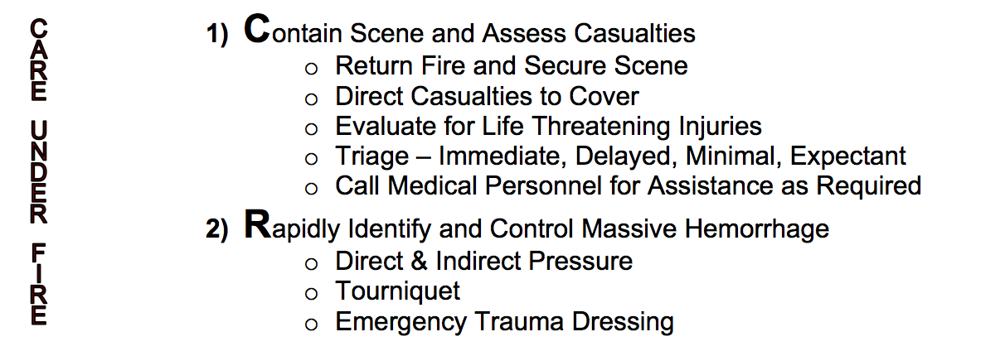 CARE UNDER FIRE
1) Contain Scene and Assess Casualties
o Return Fire and Secure Scene
o Direct Casualties to Cover
o Evaluate for Life Threatening Injuries
o Triage – Immediate, Delayed, Minimal, Expectant
o Call Medical Personnel for Assistance as Required
2) Rapidly Identify and Control Massive Hemorrhage
o Direct & Indirect Pressure
o Tourniquet
o Emergency Trauma Dressing